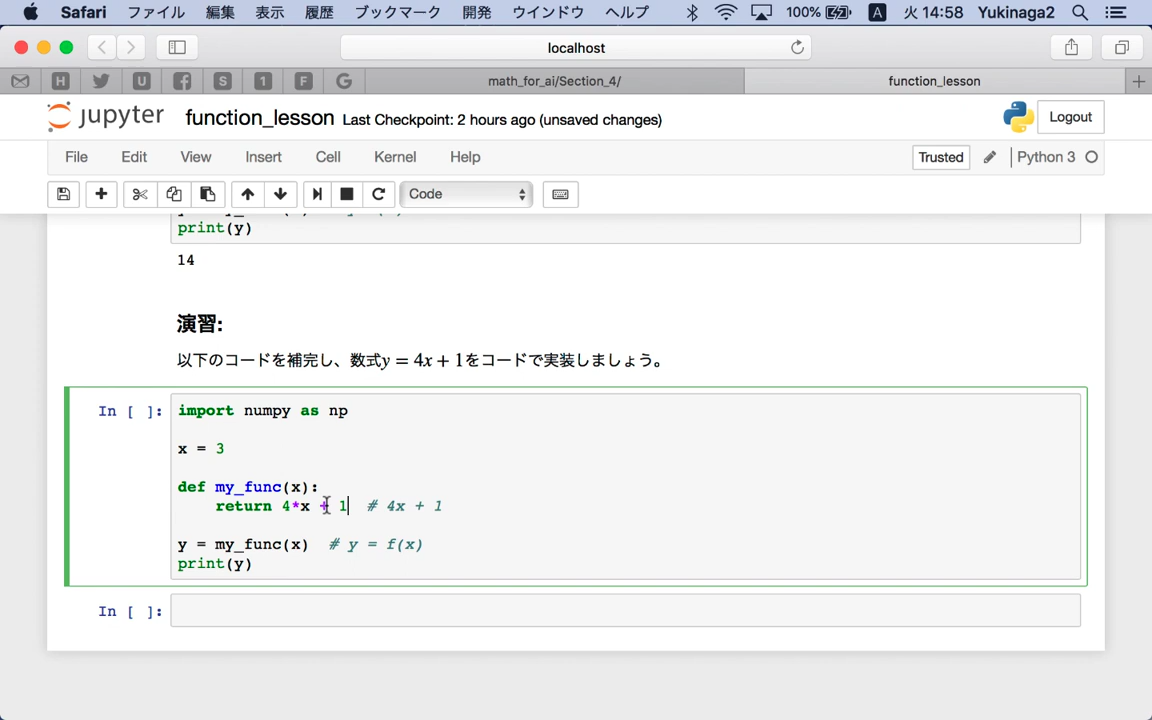 Safari ファイル 編集 表示 履歴 ブックマーク 開発 ウインドウ ヘルプ 100% A 火 14:58 Yukinaga2
localhost
H U S 1 F G math_for_ai/Section_4/ function_lesson +
jupyter function_lesson Last Checkpoint: 2 hours ago (unsaved changes) Logout
File Edit View Insert Cell Kernel Help Trusted Python 3
Code
print(y)
14
演習:
以下のコードを補完し、数式y = 4x + 1をコードで実装しましょう。
In [ ]: import numpy as np
x = 3
def my_func(x):
return 4*x + 1 # 4x + 1
y = my_func(x) # y = f(x)
print(y)
In [ ]: